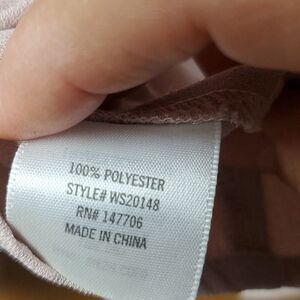 100% POLYESTER
STYLE# WS20148
RN# 147706
MADE IN CHINA